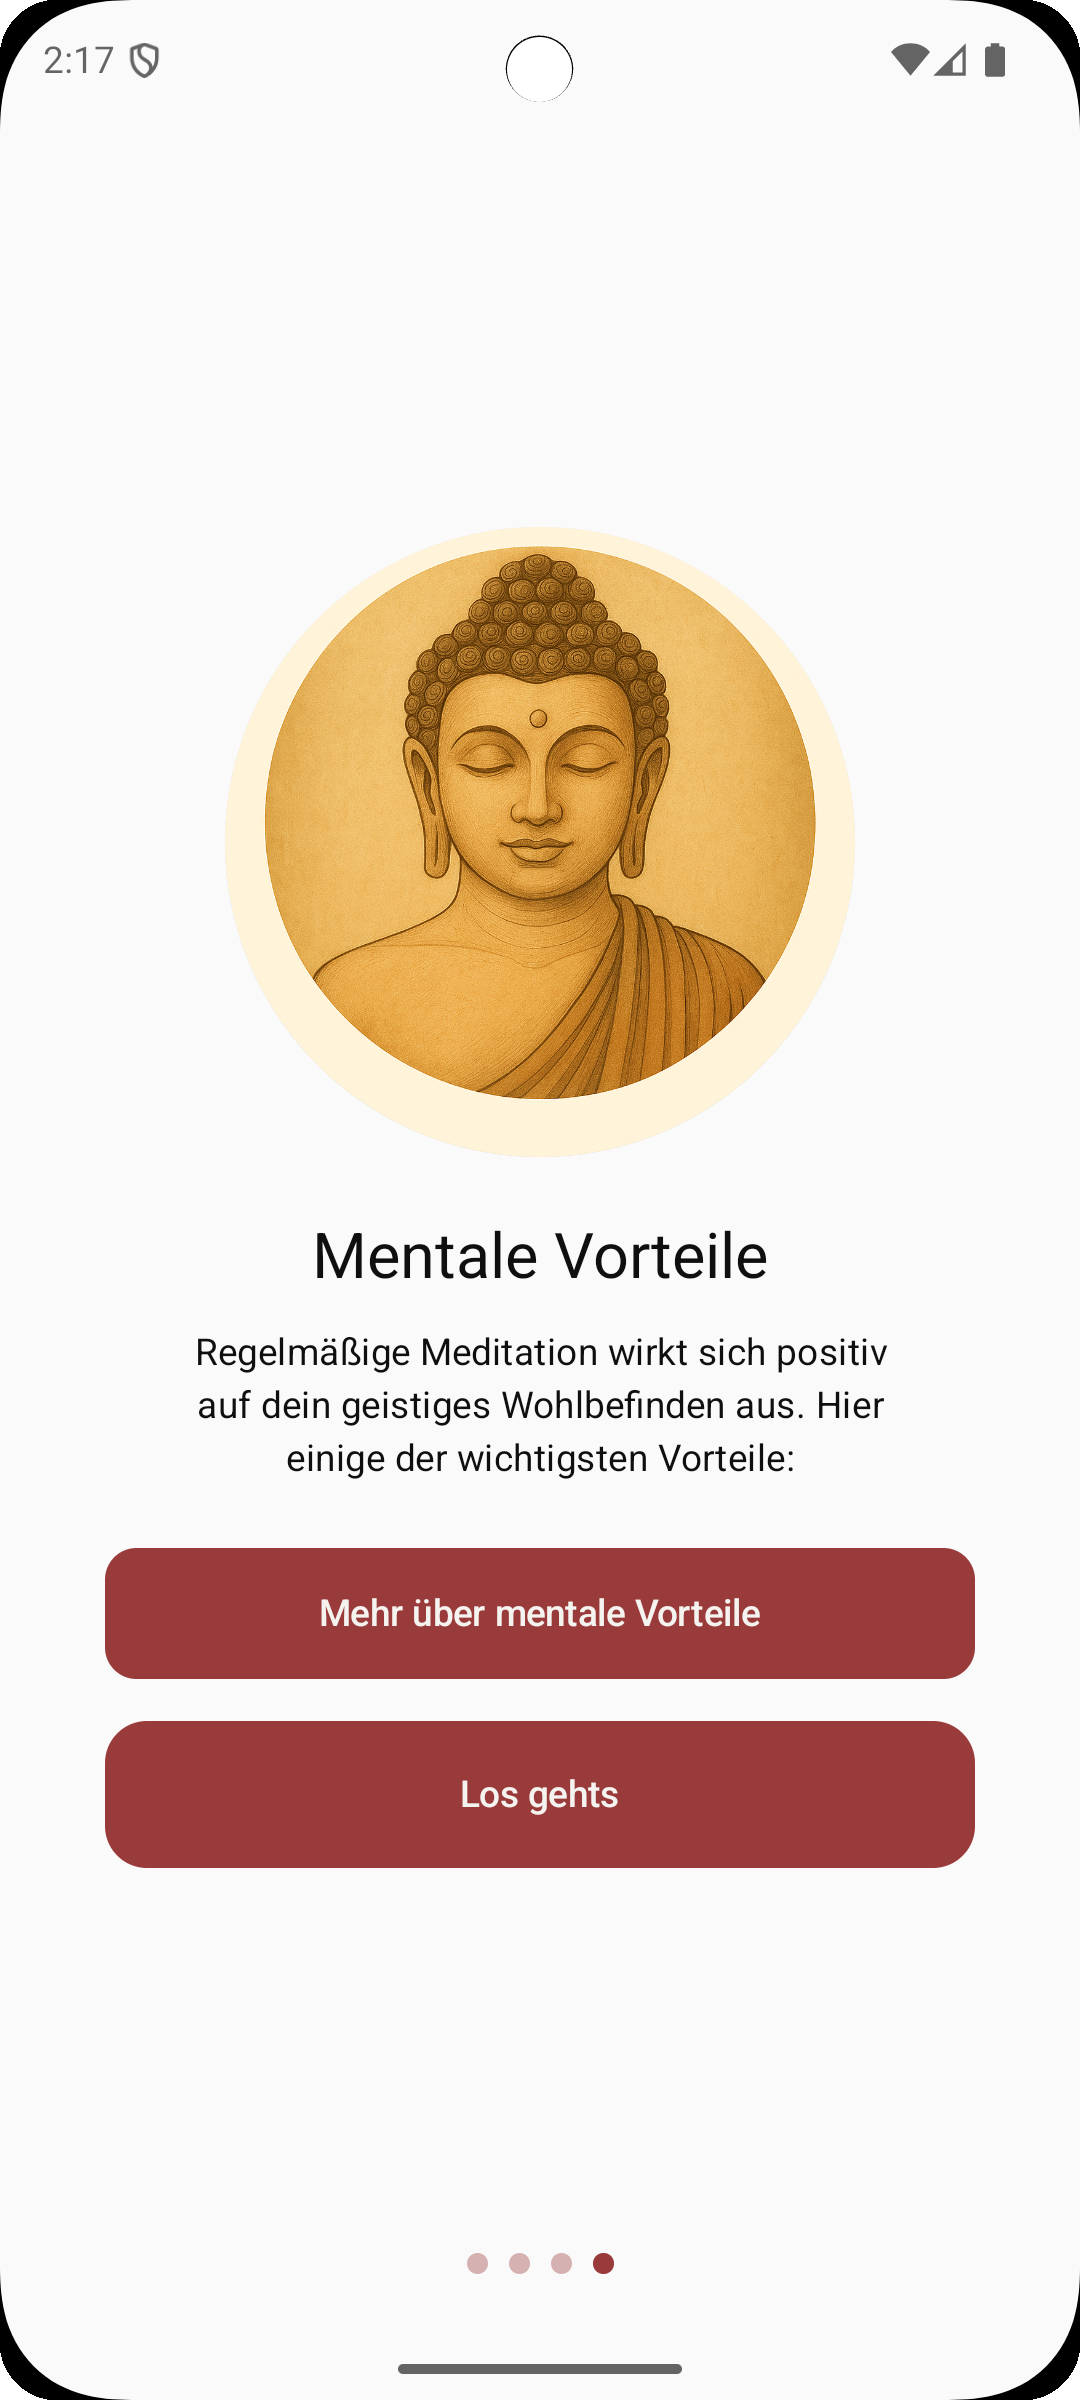 2:17
Mentale Vorteile
Regelmäßige Meditation wirkt sich positiv
auf dein geistiges Wohlbefinden aus. Hier
einige der wichtigsten Vorteile:
Mehr über mentale Vorteile
Los gehts